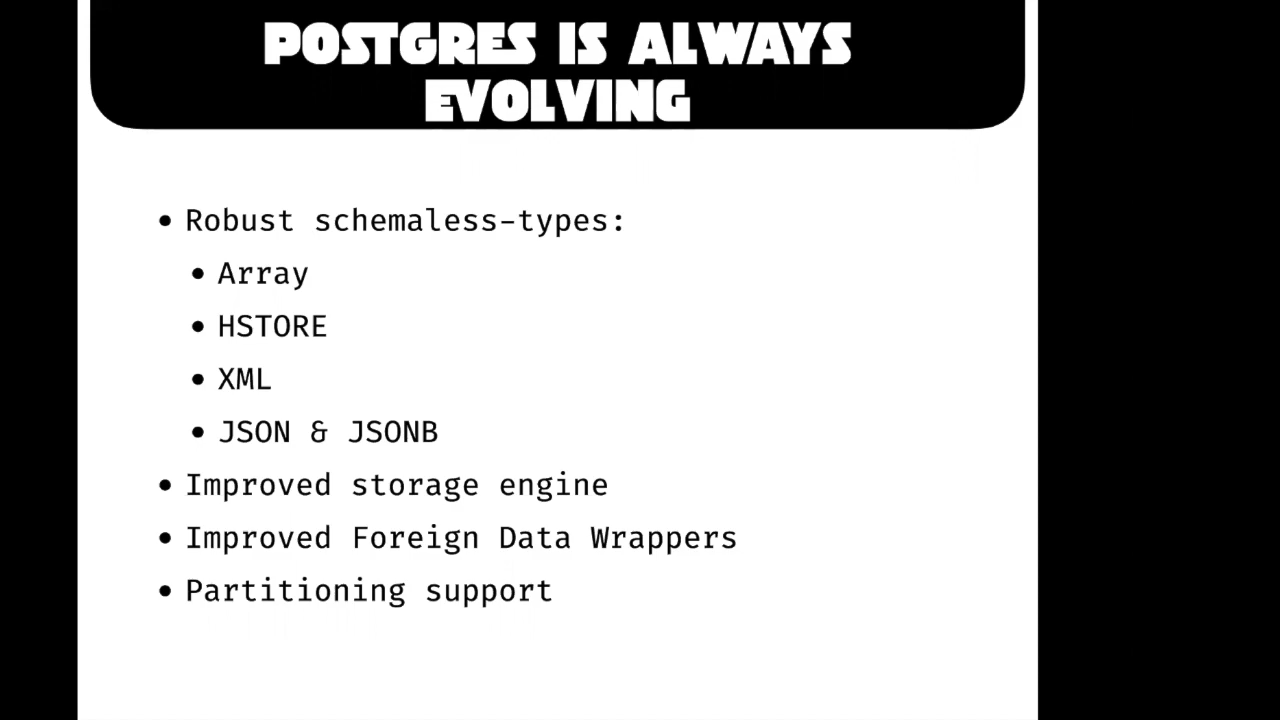 POSTGRES IS ALWAYS
EVOLVING
• Robust schemaless-types:
• Array
• HSTORE
• XML
• JSON & JSONB
• Improved storage engine
• Improved Foreign Data Wrappers
• Partitioning support